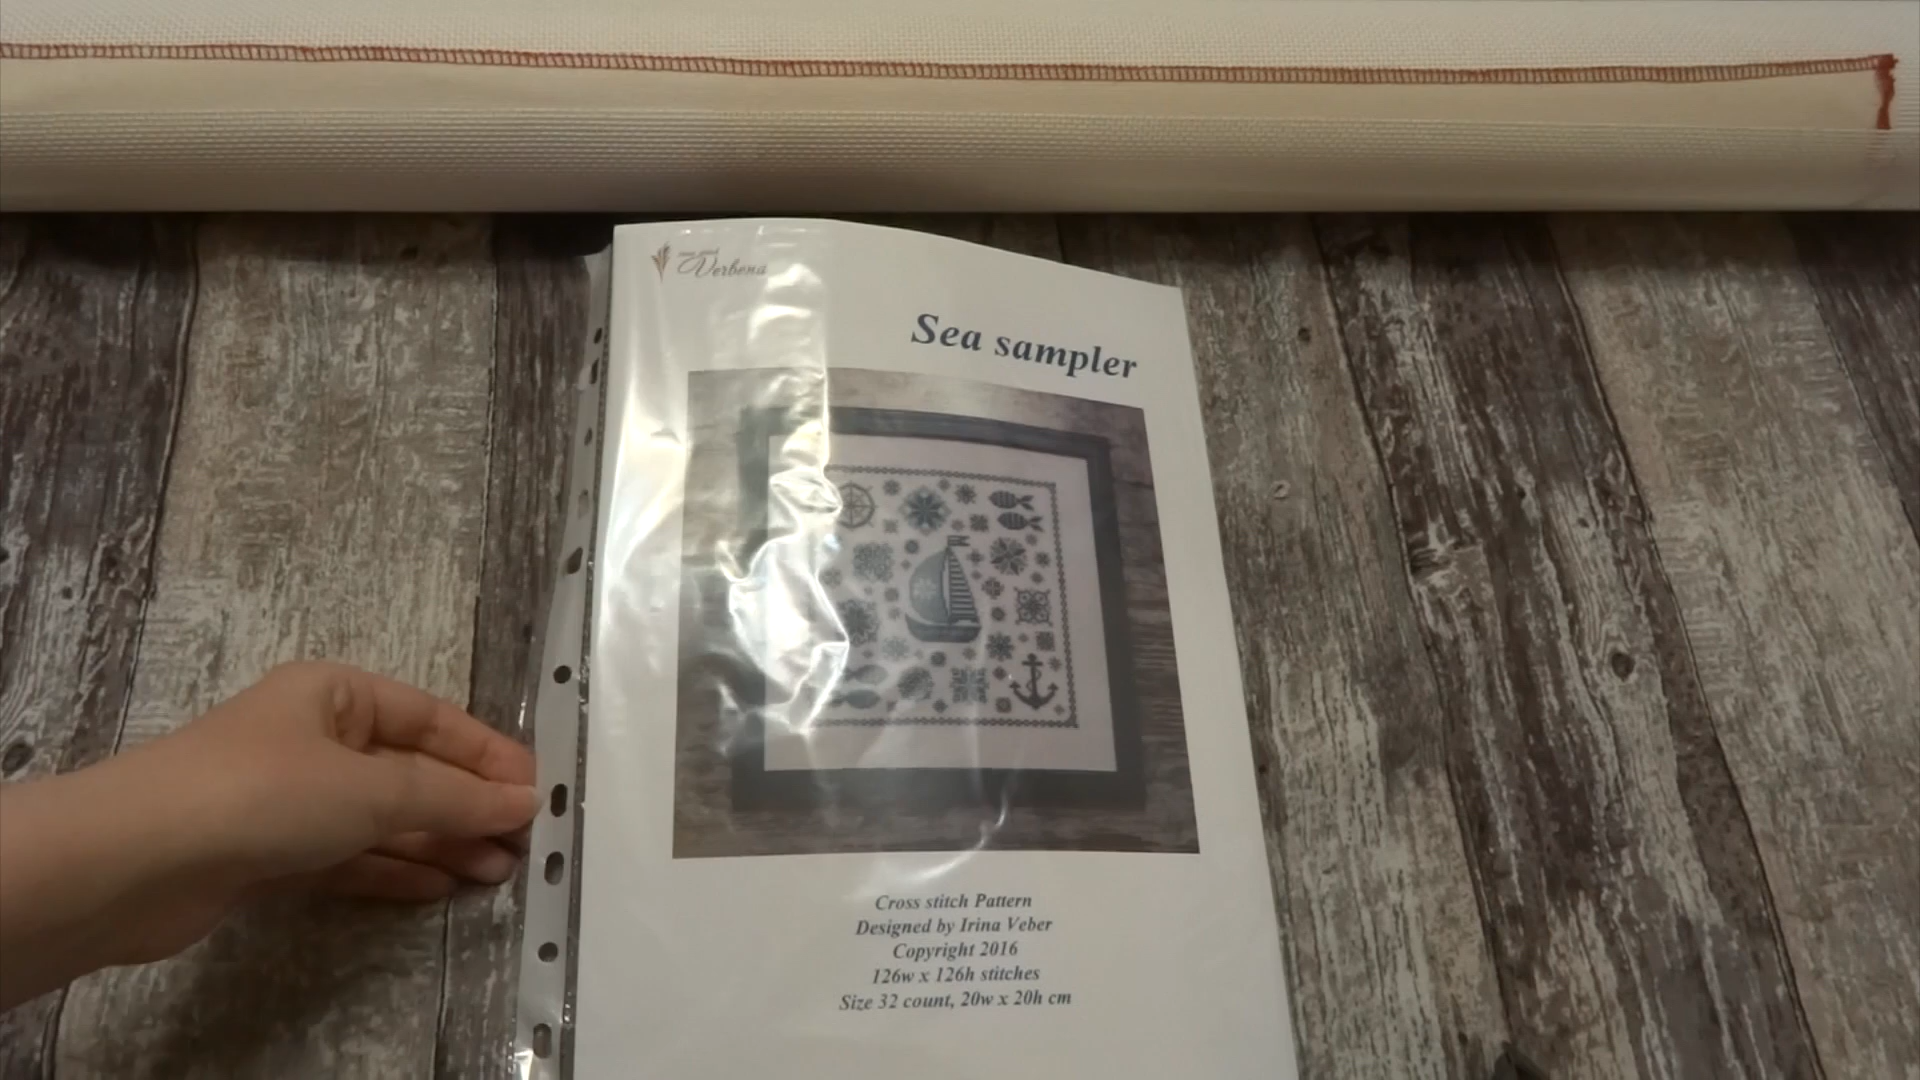 Verbena
Sea sampler
Cross stitch Pattern
Designed by Irina Veber
Copyright 2016
126w x 126h stitches
Size 32 count, 20w x 20h cm